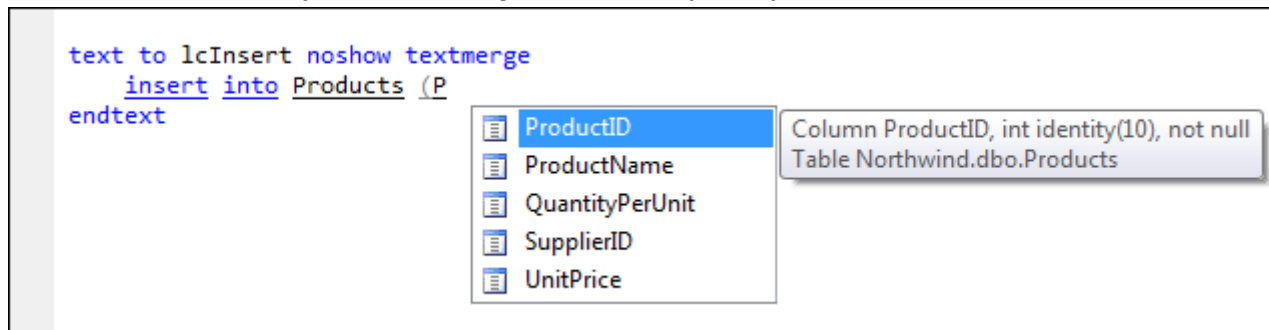 text to lcInsert noshow textmerge
insert into Products (P
endtext
ProductID
ProductName
QuantityPerUnit
SupplierID
UnitPrice
Column ProductID, int identity(10), not null
Table Northwind.dbo.Products